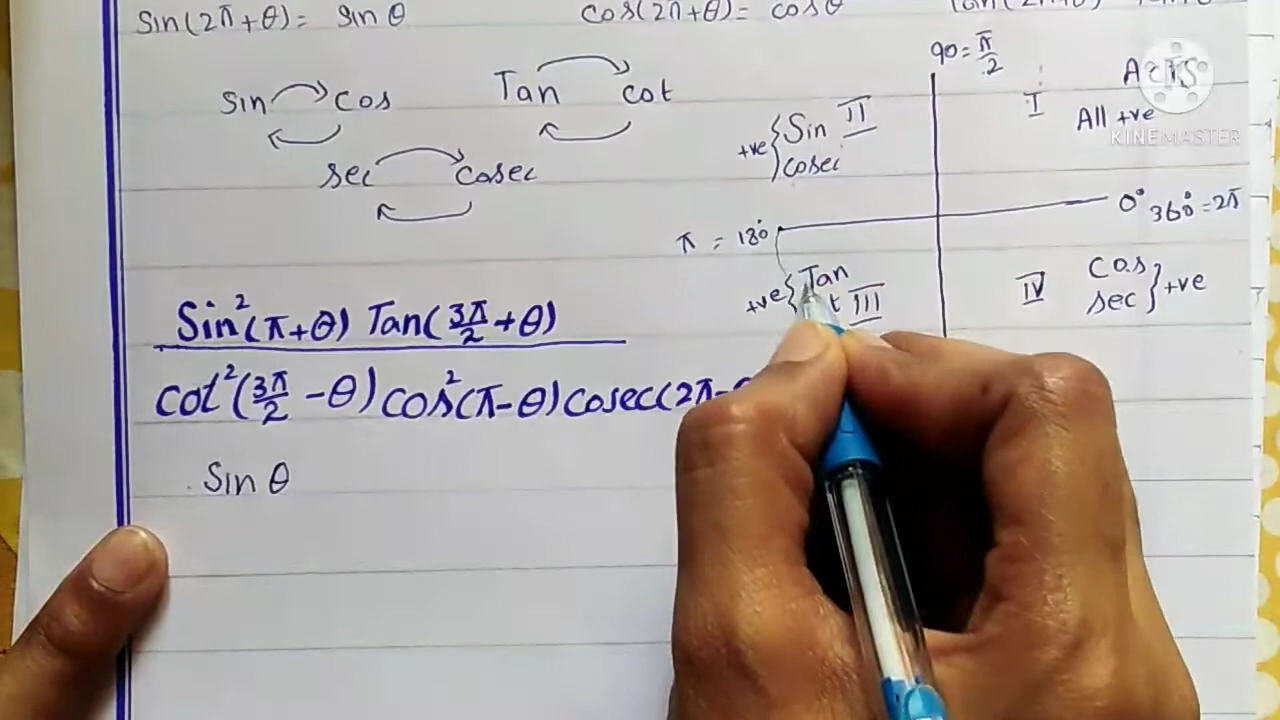 Sin(2π+θ) = sin θ cos(2π+θ) = cos θ
Sin cos Tan cot
sec cosec
90 = π/2
I
All +ve
KINEMASTER
+ve { Sin II
cosec
π = 180° 0° 360° = 2π
+ve { Tan
III
IV cos
sec } +ve
Sin²(π+θ) Tan(3π/2 +θ)
cot²(3π/2 -θ) cos²(π-θ) cosec(2π-
Sin θ